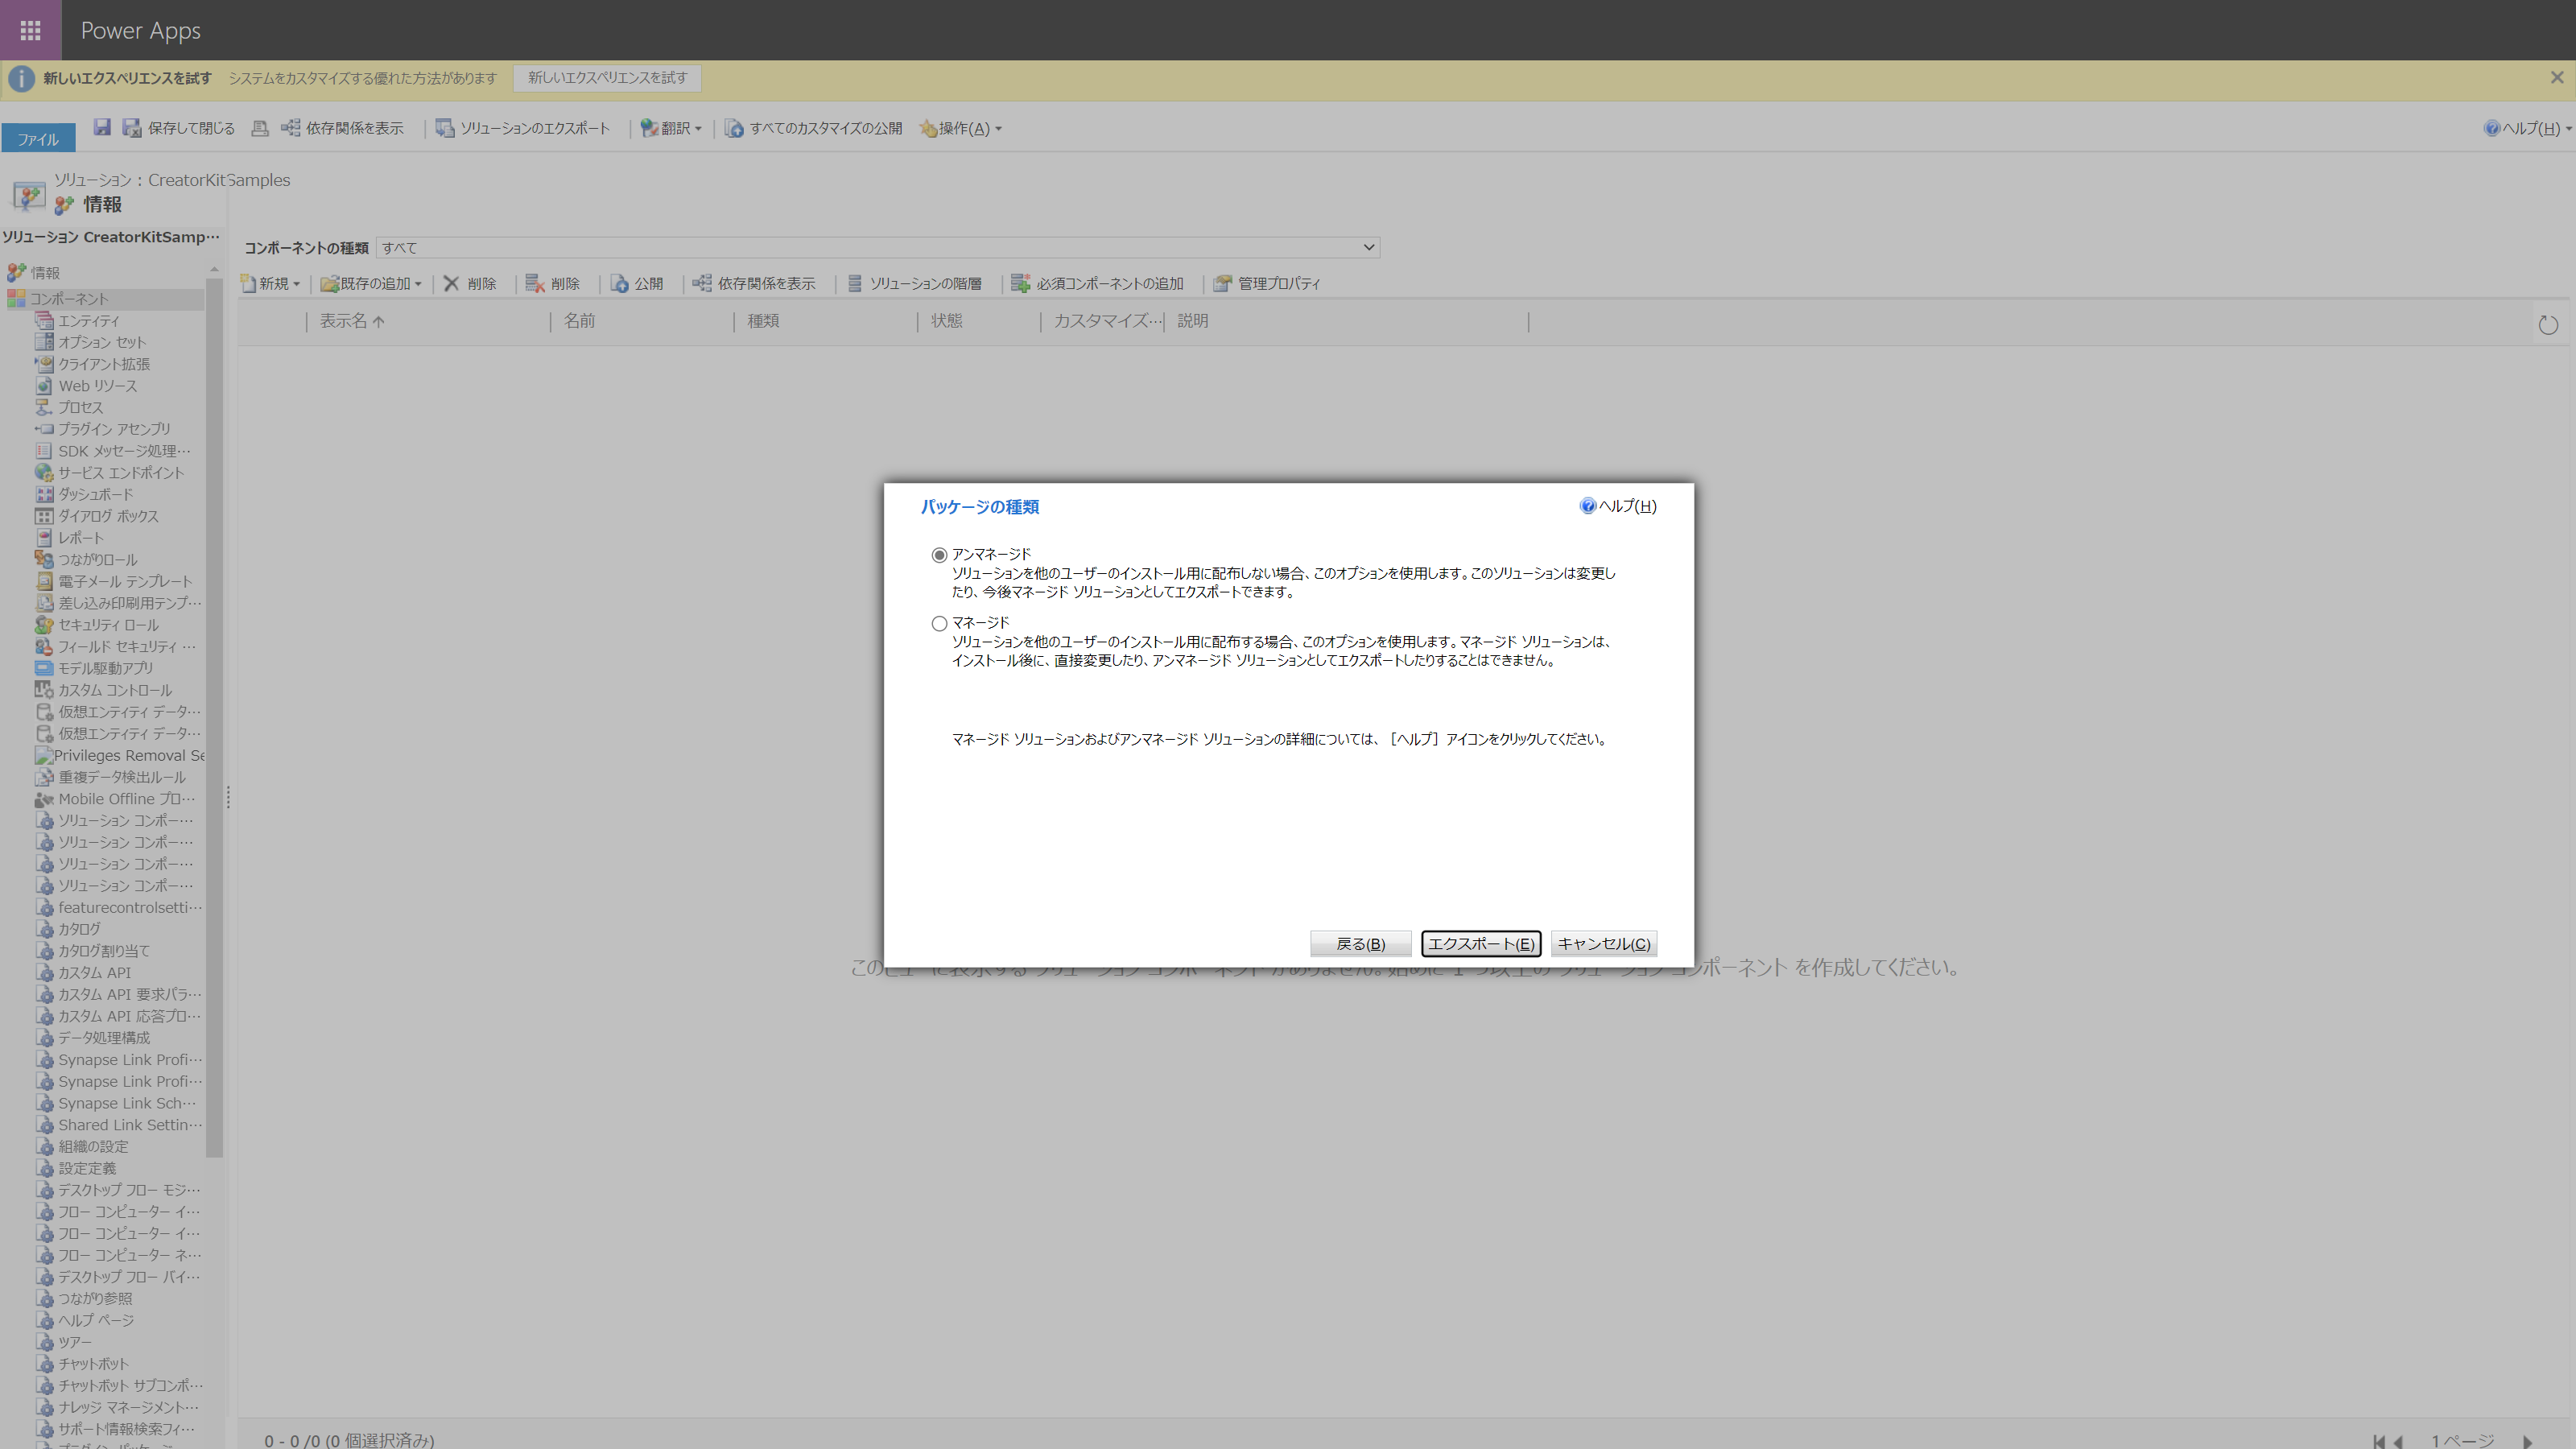 Power Apps
新しいエクスペリエンスを試す システムをカスタマイズする優れた方法があります 新しいエクスペリエンスを試す
ファイル 保存して閉じる 依存関係を表示 ソリューションのエクスポート 翻訳 すべてのカスタマイズの公開 操作(A) ヘルプ(H)
ソリューション : CreatorKitSamples
情報
ソリューション CreatorKitSamp…
コンポーネントの種類 すべて
新規 既存の追加 削除 削除 公開 依存関係を表示 ソリューションの階層 必須コンポーネントの追加 管理プロパティ
表示名 名前 種類 状態 カスタマイズ… 説明
情報
コンポーネント
エンティティ
オプション セット
クライアント拡張
Web リソース
プロセス
プラグイン アセンブリ
SDK メッセージ処理…
サービス エンドポイント
ダッシュボード
ダイアログ ボックス
レポート
つながりロール
電子メール テンプレート
差し込み印刷用テンプ…
セキュリティ ロール
フィールド セキュリティ …
モデル駆動アプリ
カスタム コントロール
仮想エンティティ データ…
仮想エンティティ データ…
Privileges Removal Se
重複データ検出ルール
Mobile Offline プロ…
ソリューション コンポー…
ソリューション コンポー…
ソリューション コンポー…
ソリューション コンポー…
featurecontrolsetti…
カタログ
カタログ割り当て
カスタム API
カスタム API 要求パラ…
カスタム API 応答プロ…
データ処理構成
Synapse Link Profi…
Synapse Link Profi…
Synapse Link Sch…
Shared Link Settin…
組織の設定
設定定義
デスクトップ フロー モジ…
フロー コンピューター イ…
フロー コンピューター イ…
フロー コンピューター ネ…
デスクトップ フロー バイ…
つながり参照
ヘルプ ページ
ツアー
チャットボット
チャットボット サブコンポ…
ナレッジ マネージメント…
サポート情報検索フィ…
パッケージの種類 ヘルプ(H)
アンマネージド
ソリューションを他のユーザーのインストール用に配布しない場合、このオプションを使用します。このソリューションは変更し
たり、今後マネージド ソリューションとしてエクスポートできます。
マネージド
ソリューションを他のユーザーのインストール用に配布する場合、このオプションを使用します。マネージド ソリューションは、
インストール後に、直接変更したり、アンマネージド ソリューションとしてエクスポートしたりすることはできません。
マネージド ソリューションおよびアンマネージド ソリューションの詳細については、［ヘルプ］アイコンをクリックしてください。
戻る(B) エクスポート(E) キャンセル(C)
このビューに表示する ソリューション コンポーネント がありません。始めに 1 つ以上の ソリューション コンポーネント を作成してください。
0 - 0 /0 (0 個選択済み) 1 ページ